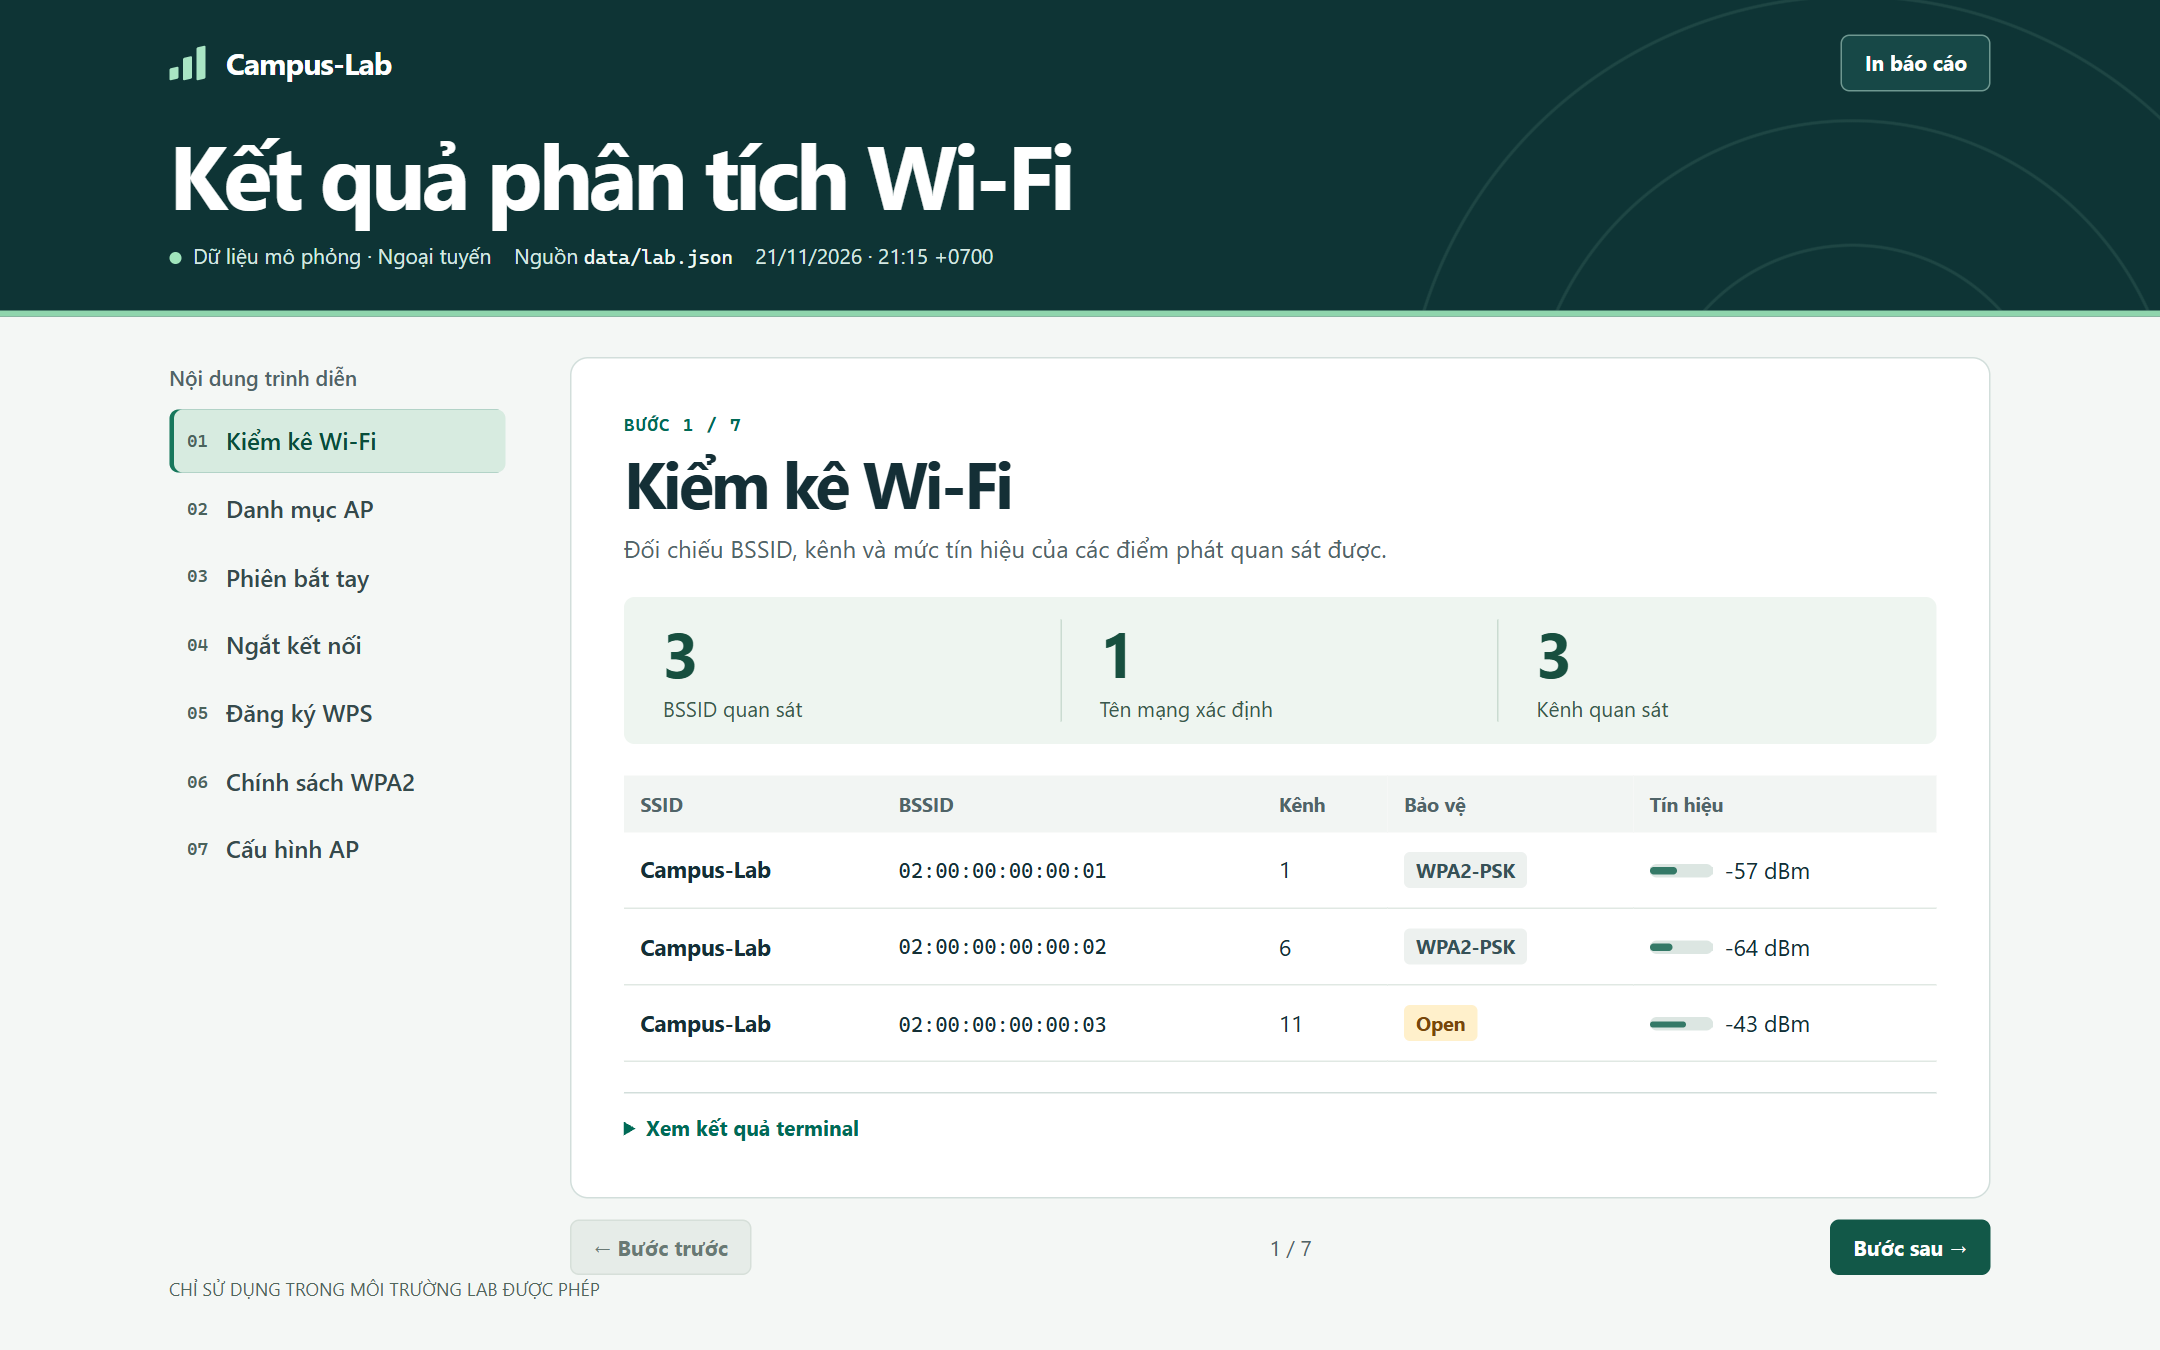 Campus-Lab
In báo cáo
Kết quả phân tích Wi-Fi
Dữ liệu mô phỏng · Ngoại tuyến Nguồn data/lab.json 21/11/2026 · 21:15 +0700
Nội dung trình diễn
01 Kiểm kê Wi-Fi
02 Danh mục AP
03 Phiên bắt tay
04 Ngắt kết nối
05 Đăng ký WPS
06 Chính sách WPA2
07 Cấu hình AP
BƯỚC 1 / 7
Kiểm kê Wi-Fi
Đối chiếu BSSID, kênh và mức tín hiệu của các điểm phát quan sát được.
3 1 3
BSSID quan sát Tên mạng xác định Kênh quan sát
SSID BSSID Kênh Bảo vệ Tín hiệu
Campus-Lab 02:00:00:00:00:01 1 WPA2-PSK -57 dBm
Campus-Lab 02:00:00:00:00:02 6 WPA2-PSK -64 dBm
Campus-Lab 02:00:00:00:00:03 11 Open -43 dBm
▶ Xem kết quả terminal
← Bước trước 1 / 7 Bước sau →
CHỈ SỬ DỤNG TRONG MÔI TRƯỜNG LAB ĐƯỢC PHÉP